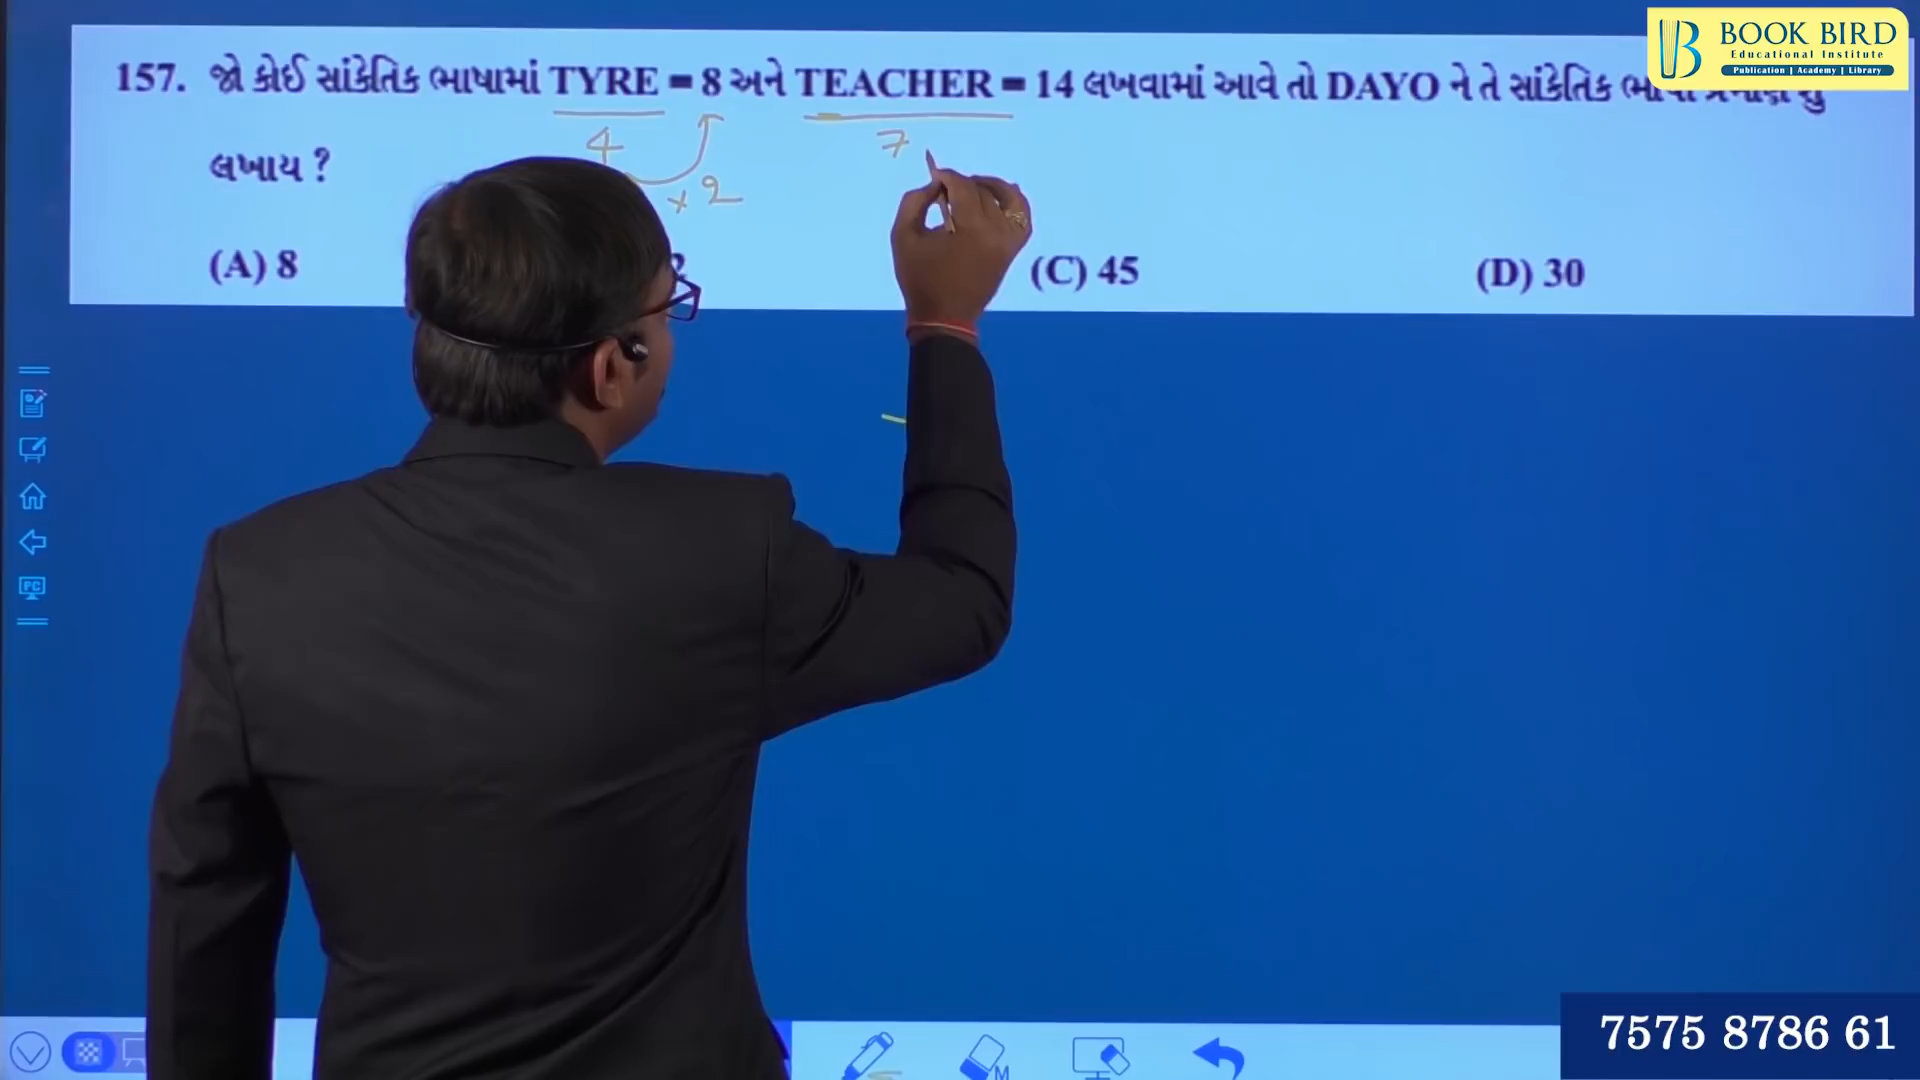 BOOK BIRD
Educational Institute
Publication | Academy | Library
157. જો કોઈ સાંકેતિક ભાષામાં TYRE = 8 અને TEACHER = 14 લખવામાં આવે તો DAYO ને તે સાંકેતિક
લખાય ?
4
× 2
7
(A) 8
(C) 45
(D) 30
PC
M
7575 8786 61